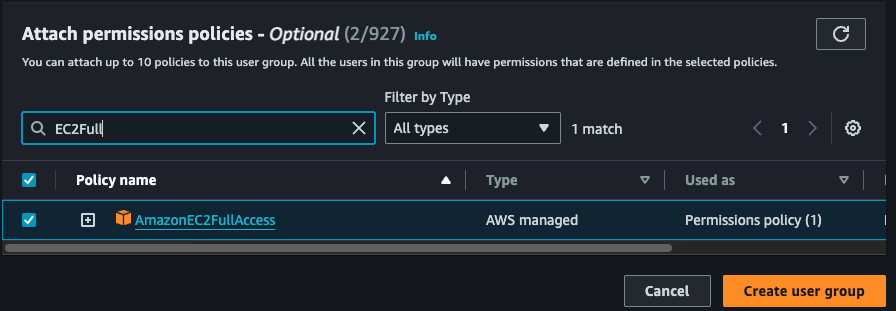 Attach permissions policies - Optional (2/927) Info
You can attach up to 10 policies to this user group. All the users in this group will have permissions that are defined in the selected policies.
Filter by Type
EC2Full All types 1 match 1
Policy name Type Used as
AmazonEC2FullAccess AWS managed Permissions policy (1)
Cancel Create user group